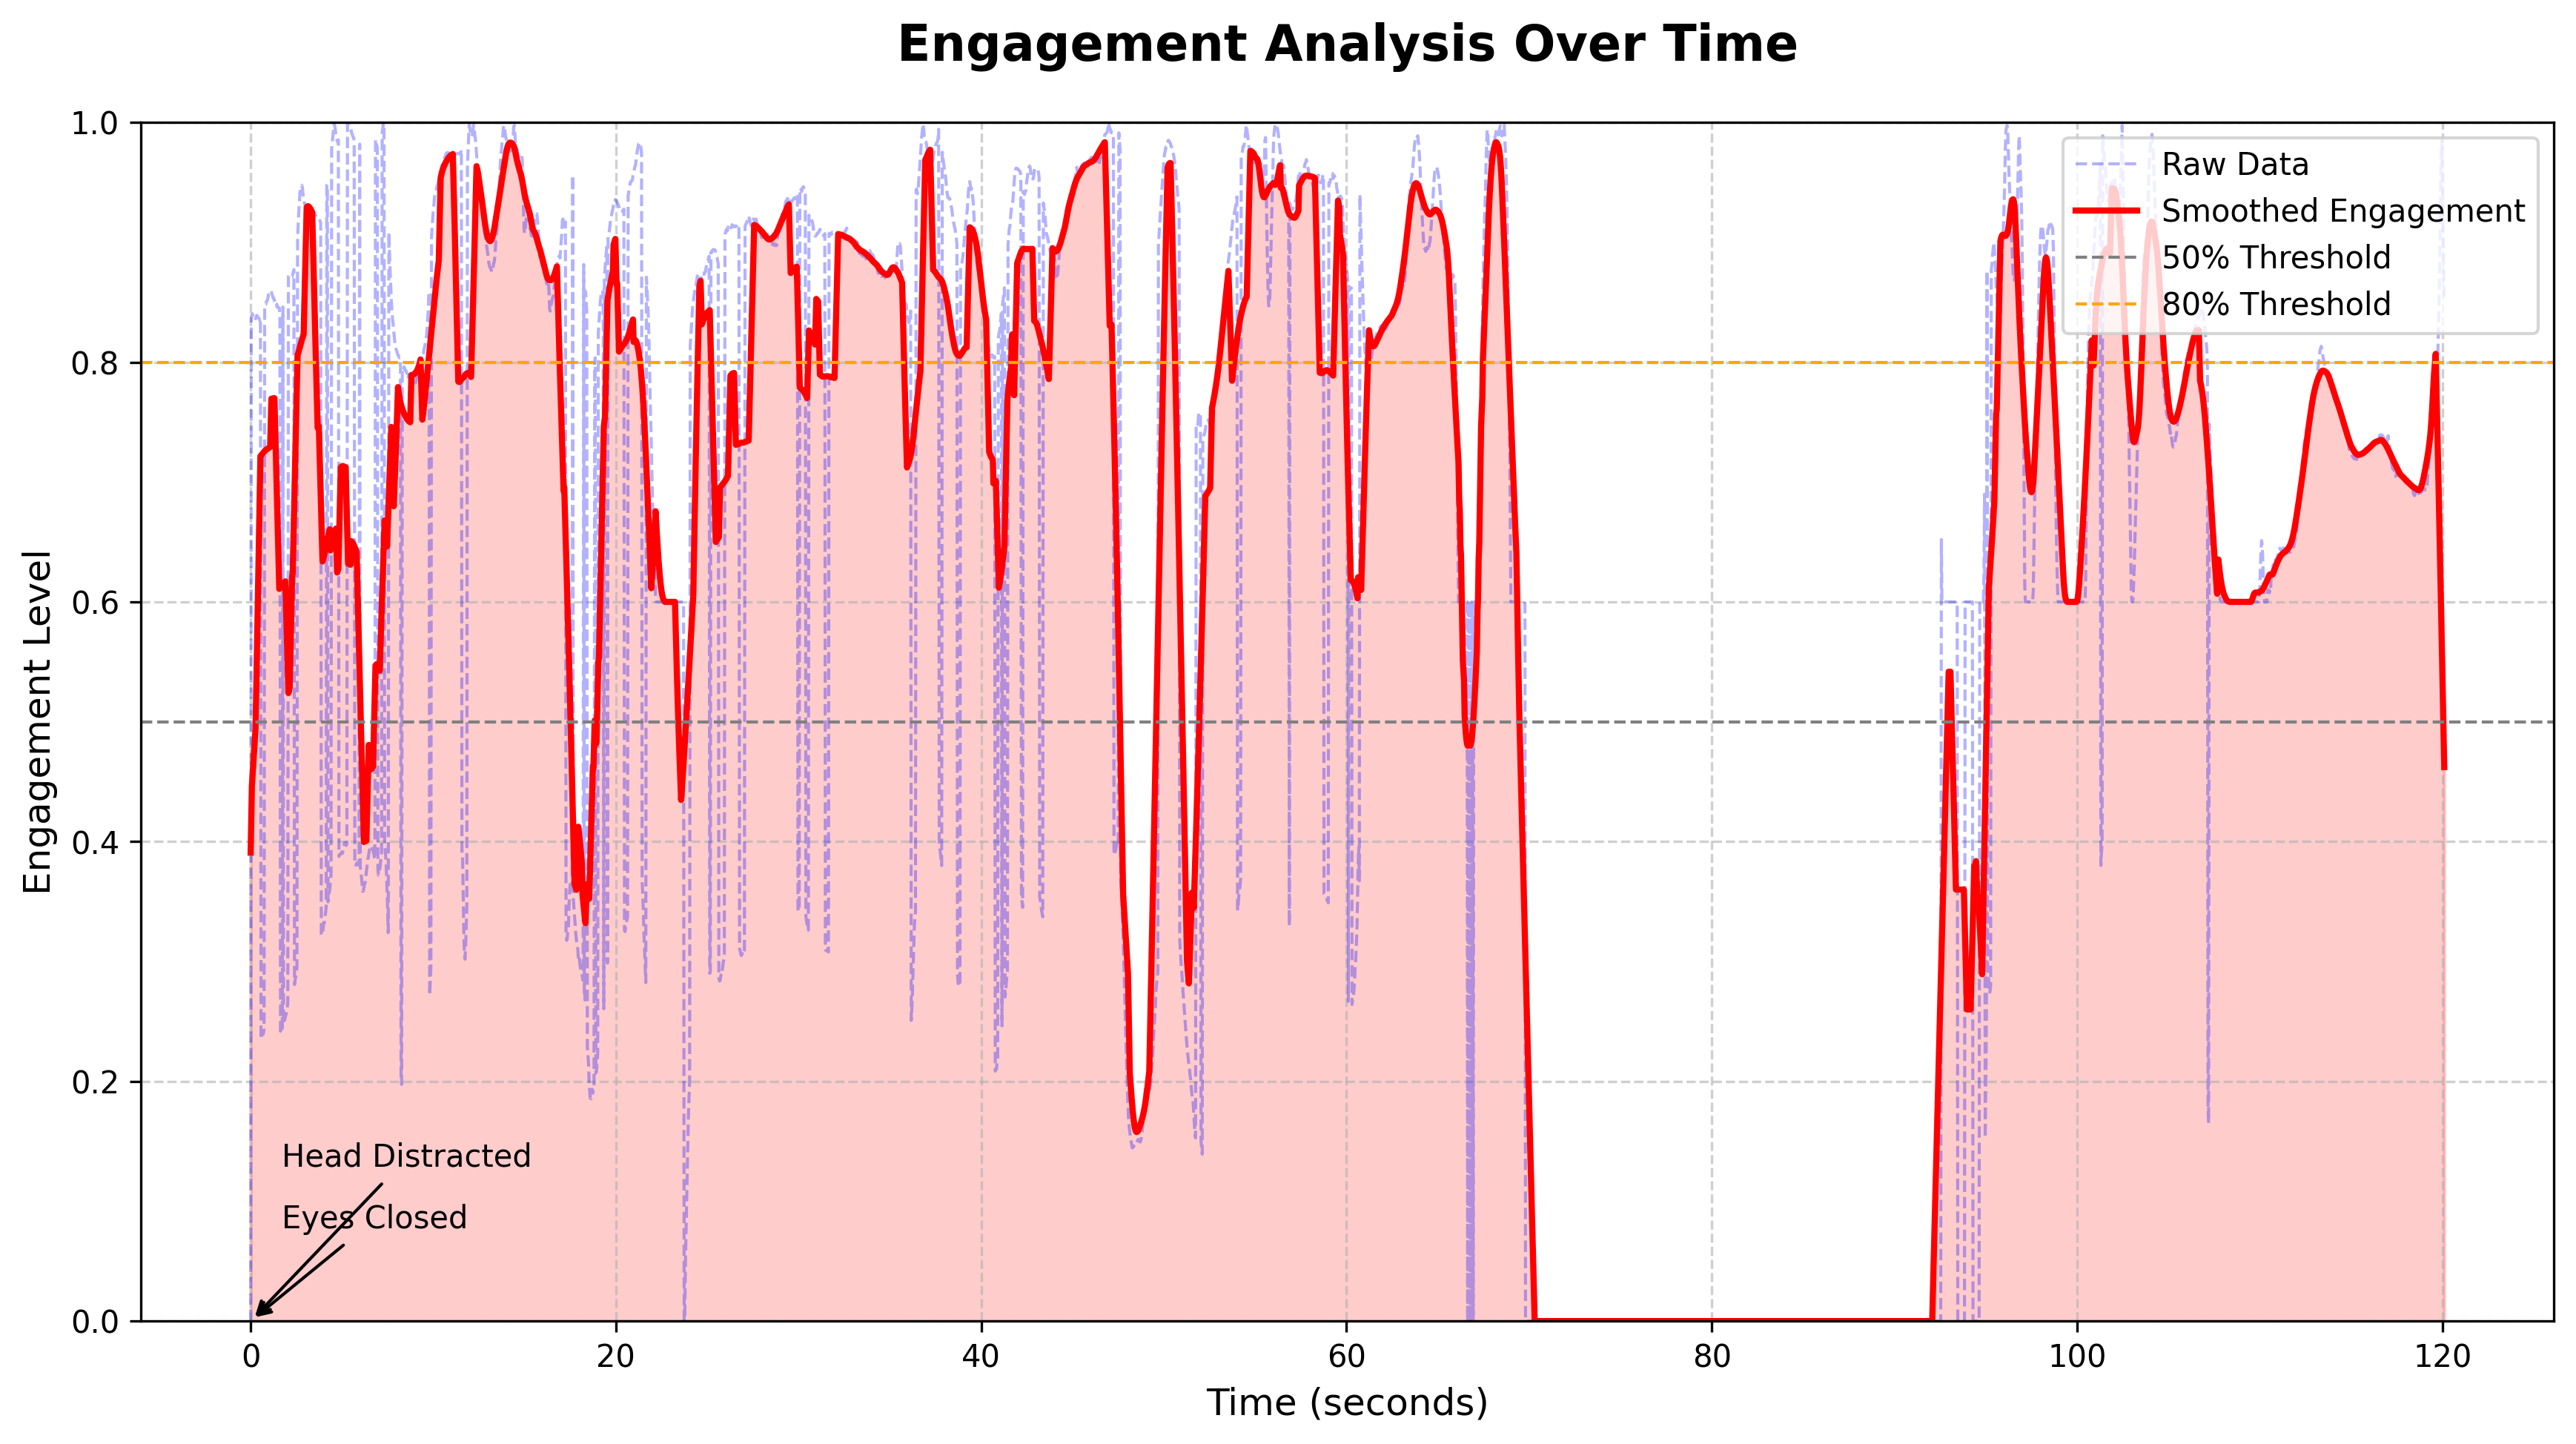 Engagement Analysis Over Time
1.0
0.8
0.6
0.4
0.2
0.0
Engagement Level
Raw Data
Smoothed Engagement
50% Threshold
80% Threshold
Head Distracted
Eyes Closed
0 20 40 60 80 100 120
Time (seconds)